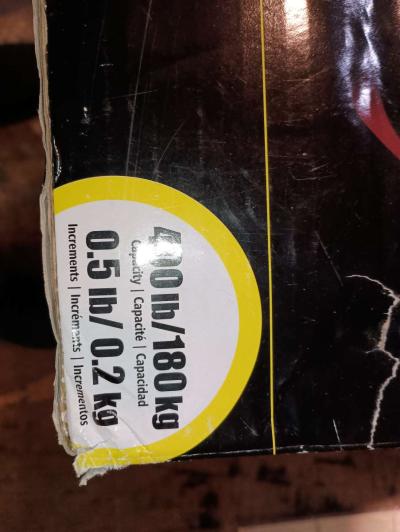 400 lb/180 kg
Capacity | Capacité | Capacidad
0.5 lb/ 0.2 kg
Increments | Incréments | Incrementos